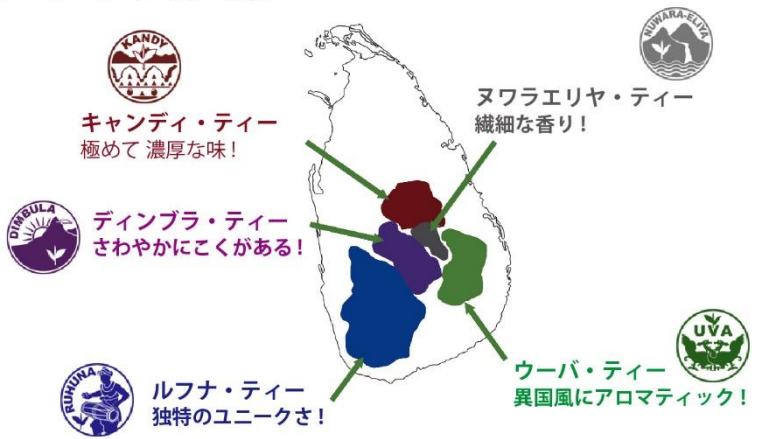 KANDY
キャンディ・ティー
極めて 濃厚な味！
NUWARA-ELIYA
ヌワラエリヤ・ティー
繊細な香り！
DIMBULA
ディンブラ・ティー
さわやかにこくがある！
RUHUNA
ルフナ・ティー
独特のユニークさ！
UVA
ウーバ・ティー
異国風にアロマティック！